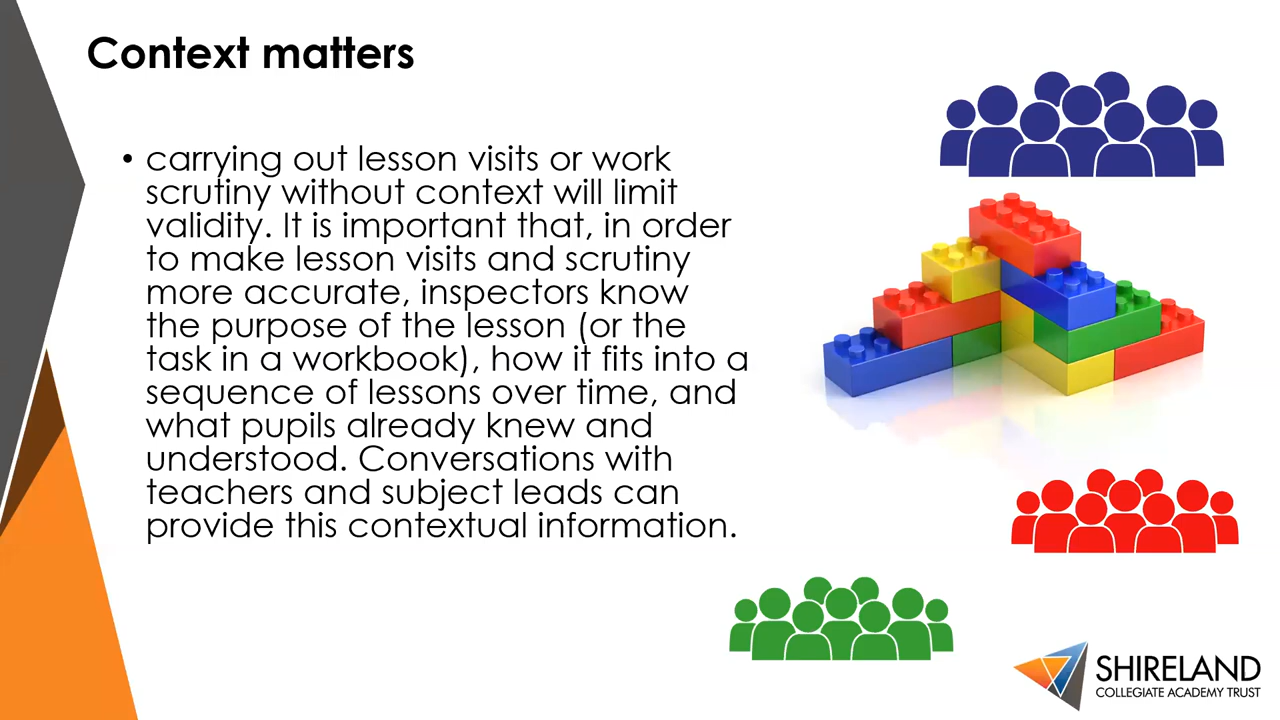 Context matters
• carrying out lesson visits or work
scrutiny without context will limit
validity. It is important that, in order
to make lesson visits and scrutiny
more accurate, inspectors know
the purpose of the lesson (or the
task in a workbook), how it fits into a
sequence of lessons over time, and
what pupils already knew and
understood. Conversations with
teachers and subject leads can
provide this contextual information.
SHIRELAND
COLLEGIATE ACADEMY TRUST